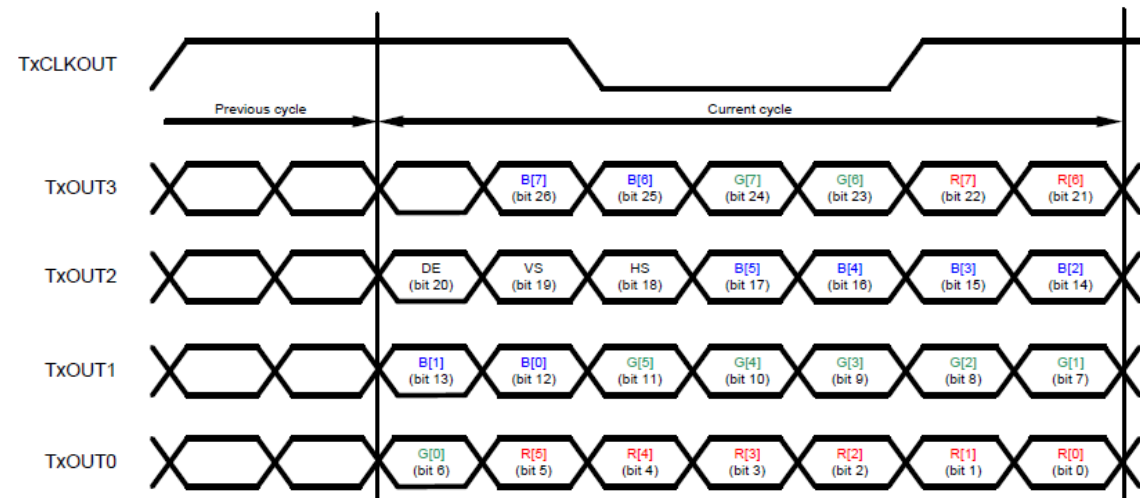 TxCLKOUT
Previous cycle
Current cycle
TxOUT3
B[7]
(bit 26)
B[6]
(bit 25)
G[7]
(bit 24)
G[6]
(bit 23)
R[7]
(bit 22)
R[6]
(bit 21)
TxOUT2
DE
(bit 20)
VS
(bit 19)
HS
(bit 18)
B[5]
(bit 17)
B[4]
(bit 16)
B[3]
(bit 15)
B[2]
(bit 14)
TxOUT1
B[1]
(bit 13)
B[0]
(bit 12)
G[5]
(bit 11)
G[4]
(bit 10)
G[3]
(bit 9)
G[2]
(bit 8)
G[1]
(bit 7)
TxOUT0
G[0]
(bit 6)
R[5]
(bit 5)
R[4]
(bit 4)
R[3]
(bit 3)
R[2]
(bit 2)
R[1]
(bit 1)
R[0]
(bit 0)